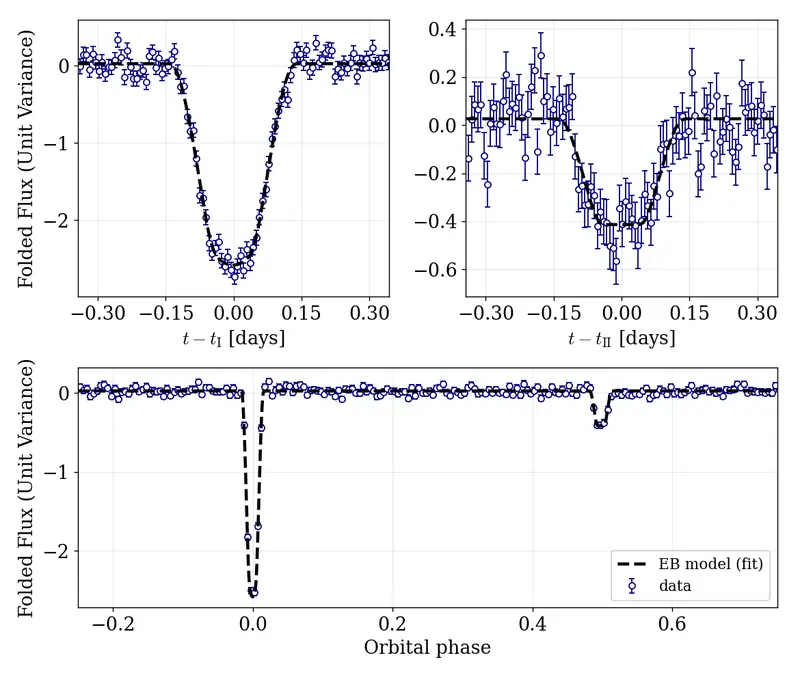 Folded Flux (Unit Variance)
0
−1
−2
−0.30 −0.15 0.00 0.15 0.30
t − tI [days]
0.4
0.2
0.0
−0.2
−0.4
−0.6
−0.30 −0.15 0.00 0.15 0.30
t − tII [days]
Folded Flux (Unit Variance)
0
−1
−2
EB model (fit)
data
−0.2 0.0 0.2 0.4 0.6
Orbital phase